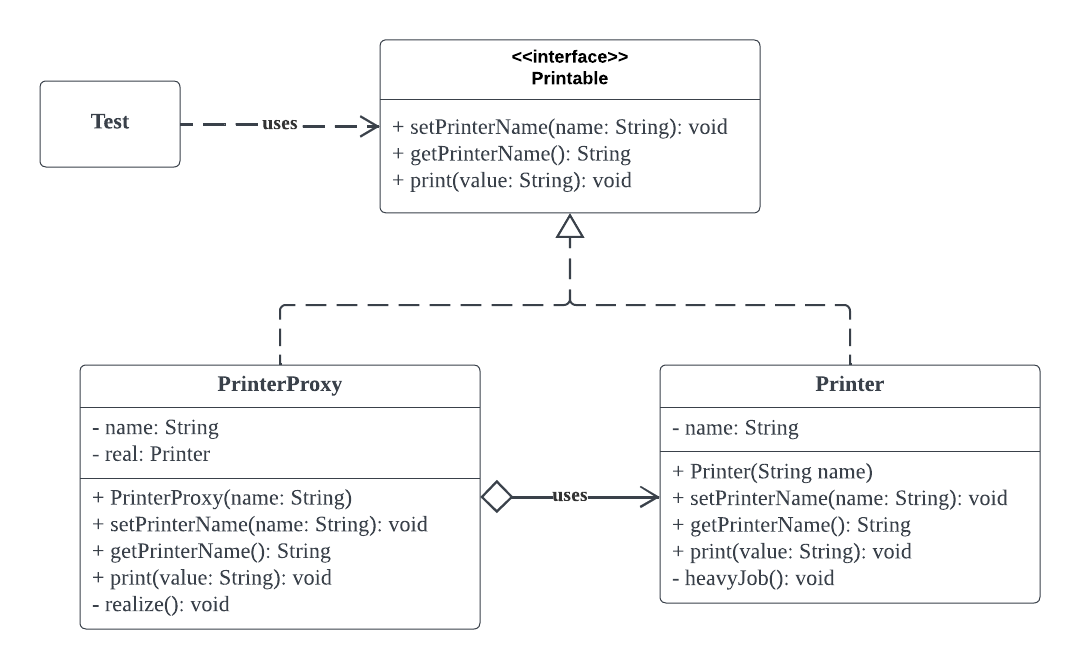 <<interface>>
Printable
Test
uses
+ setPrinterName(name: String): void
+ getPrinterName(): String
+ print(value: String): void
PrinterProxy
- name: String
- real: Printer
+ PrinterProxy(name: String)
+ setPrinterName(name: String): void
+ getPrinterName(): String
+ print(value: String): void
- realize(): void
uses
Printer
- name: String
+ Printer(String name)
+ setPrinterName(name: String): void
+ getPrinterName(): String
+ print(value: String): void
- heavyJob(): void